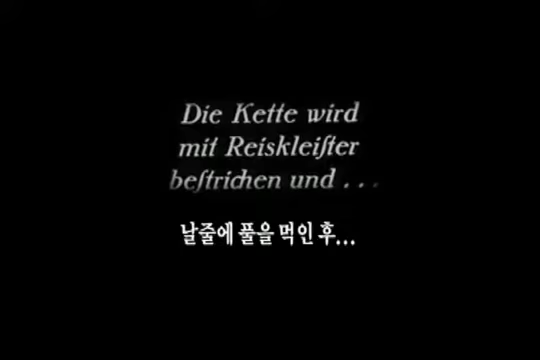 Die Kette wird
mit Reiskleiſter
beſtrichen und . . .
날줄에 풀을 먹인 후...